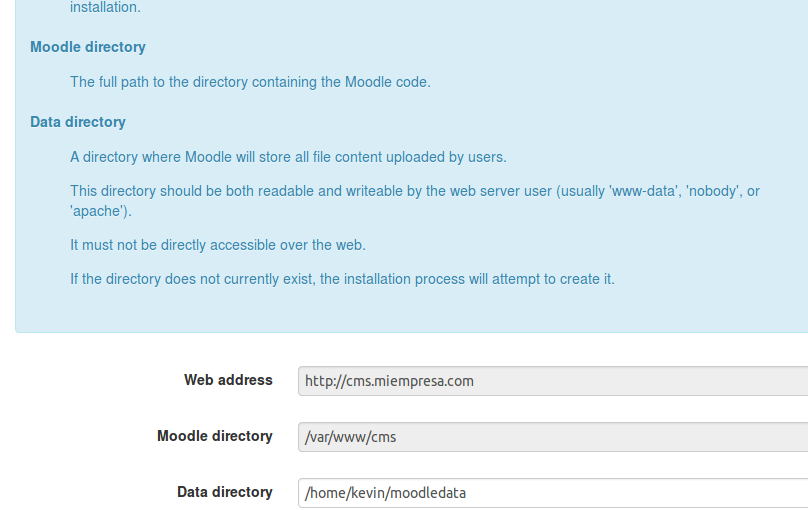 installation.
Moodle directory
The full path to the directory containing the Moodle code.
Data directory
A directory where Moodle will store all file content uploaded by users.
This directory should be both readable and writeable by the web server user (usually 'www-data', 'nobody', or
'apache').
It must not be directly accessible over the web.
If the directory does not currently exist, the installation process will attempt to create it.
Web address http://cms.miempresa.com
Moodle directory /var/www/cms
Data directory /home/kevin/moodledata